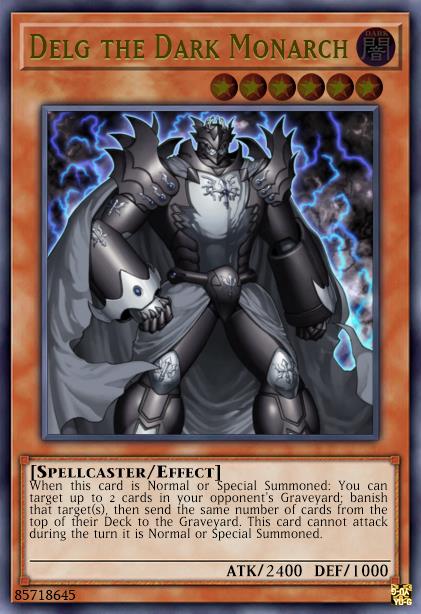 Delg the Dark Monarch
DARK
闇
[Spellcaster/Effect]
When this card is Normal or Special Summoned: You can
target up to 2 cards in your opponent's Graveyard; banish
that target(s), then send the same number of cards from the
top of their Deck to the Graveyard. This card cannot attack
during the turn it is Normal or Special Summoned.
ATK/2400 DEF/1000
85718645